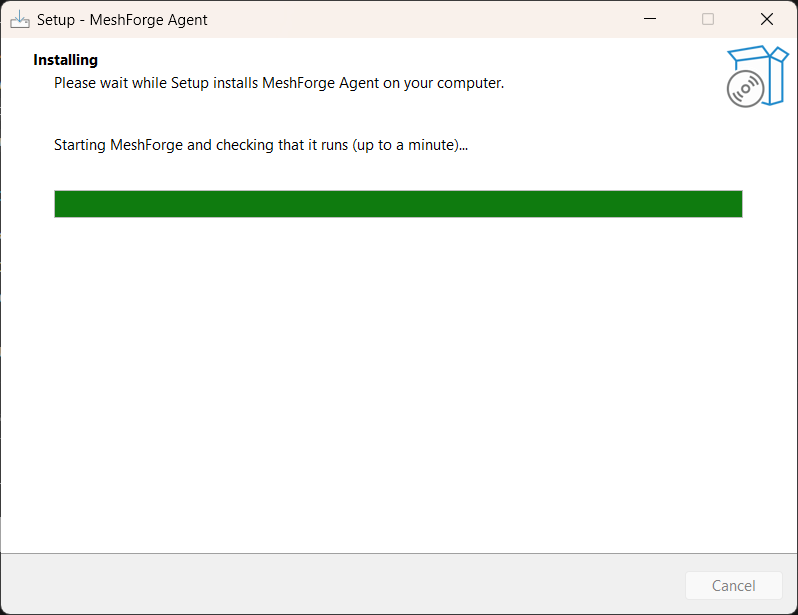 Setup - MeshForge Agent
Installing
Please wait while Setup installs MeshForge Agent on your computer.
Starting MeshForge and checking that it runs (up to a minute)...
Cancel